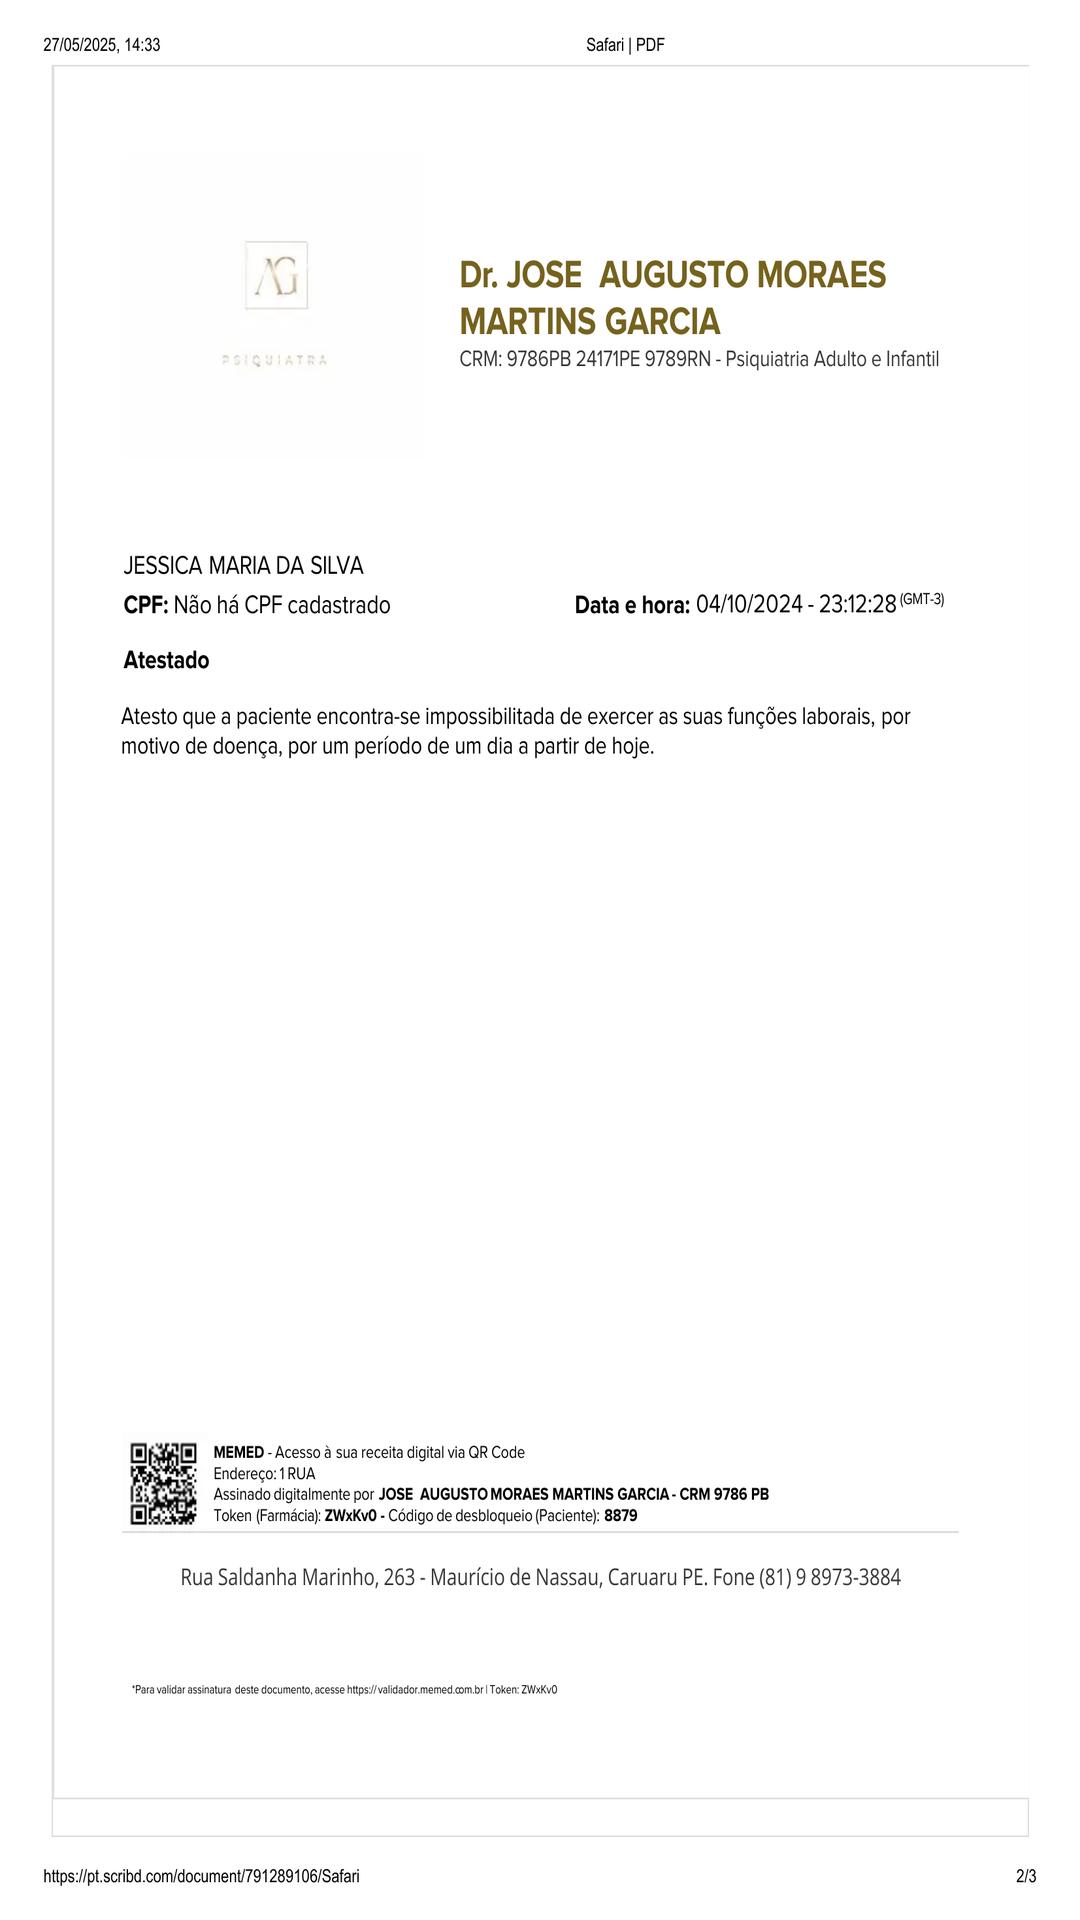 27/05/2025, 14:33
Safari | PDF
AG
PSIQUIATRA
Dr. JOSE  AUGUSTO MORAES
MARTINS GARCIA
CRM: 9786PB 24171PE 9789RN - Psiquiatria Adulto e Infantil
JESSICA MARIA DA SILVA
CPF: Não há CPF cadastrado
Data e hora: 04/10/2024 - 23:12:28 (GMT-3)
Atestado
Atesto que a paciente encontra-se impossibilitada de exercer as suas funções laborais, por
motivo de doença, por um período de um dia a partir de hoje.
MEMED - Acesso à sua receita digital via QR Code
Endereço: 1 RUA
Assinado digitalmente por JOSE  AUGUSTO MORAES MARTINS GARCIA - CRM 9786 PB
Token (Farmácia): ZWxKv0 - Código de desbloqueio (Paciente): 8879
Rua Saldanha Marinho, 263 - Maurício de Nassau, Caruaru PE. Fone (81) 9 8973-3884
*Para validar assinatura deste documento, acesse https://validador.memed.com.br | Token: ZWxKv0
https://pt.scribd.com/document/791289106/Safari
2/3